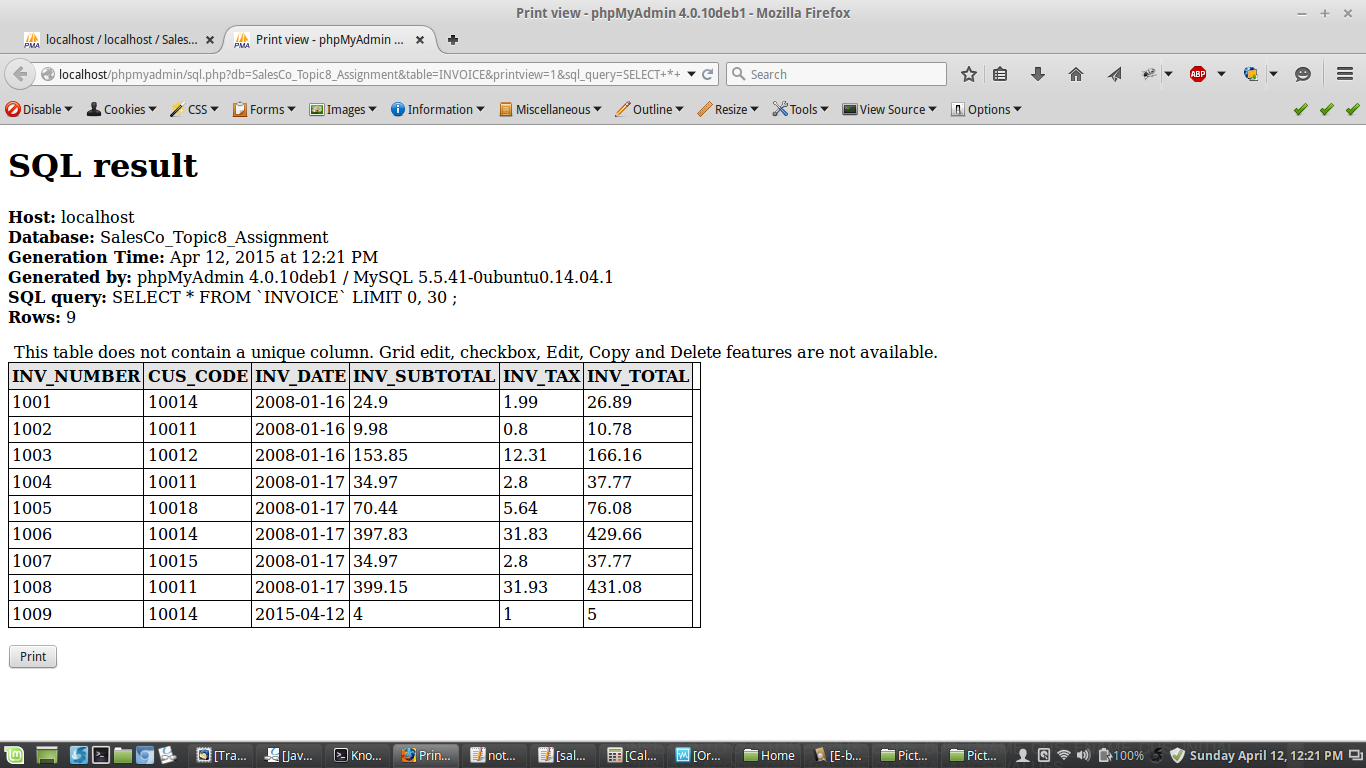 Print view - phpMyAdmin 4.0.10deb1 - Mozilla Firefox
localhost / localhost / Sales... Print view - phpMyAdmin ...
localhost/phpmyadmin/sql.php?db=SalesCo_Topic8_Assignment&table=INVOICE&printview=1&sql_query=SELECT+*+ Search ABP
Disable Cookies CSS Forms Images Information Miscellaneous Outline Resize Tools View Source Options
SQL result
Host: localhost
Database: SalesCo_Topic8_Assignment
Generation Time: Apr 12, 2015 at 12:21 PM
Generated by: phpMyAdmin 4.0.10deb1 / MySQL 5.5.41-0ubuntu0.14.04.1
SQL query: SELECT * FROM `INVOICE` LIMIT 0, 30 ;
Rows: 9
This table does not contain a unique column. Grid edit, checkbox, Edit, Copy and Delete features are not available.
INV_NUMBER CUS_CODE INV_DATE INV_SUBTOTAL INV_TAX INV_TOTAL
1001 10014 2008-01-16 24.9 1.99 26.89
1002 10011 2008-01-16 9.98 0.8 10.78
1003 10012 2008-01-16 153.85 12.31 166.16
1004 10011 2008-01-17 34.97 2.8 37.77
1005 10018 2008-01-17 70.44 5.64 76.08
1006 10014 2008-01-17 397.83 31.83 429.66
1007 10015 2008-01-17 34.97 2.8 37.77
1008 10011 2008-01-17 399.15 31.93 431.08
1009 10014 2015-04-12 4 1 5
Print
[Tra... [Jav... Kno... Prin... not... [sal... [Cal... [Or... Home [E-b... Pict... Pict... 100% Sunday April 12, 12:21 PM